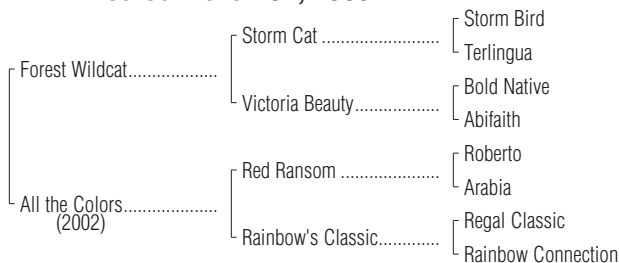 Storm Bird
Storm Cat ........................
Terlingua
Forest Wildcat..................
Bold Native
Victoria Beauty.................
Abifaith
Roberto
Red Ransom ....................
Arabia
All the Colors...................
(2002)
Regal Classic
Rainbow's Classic............
Rainbow Connection